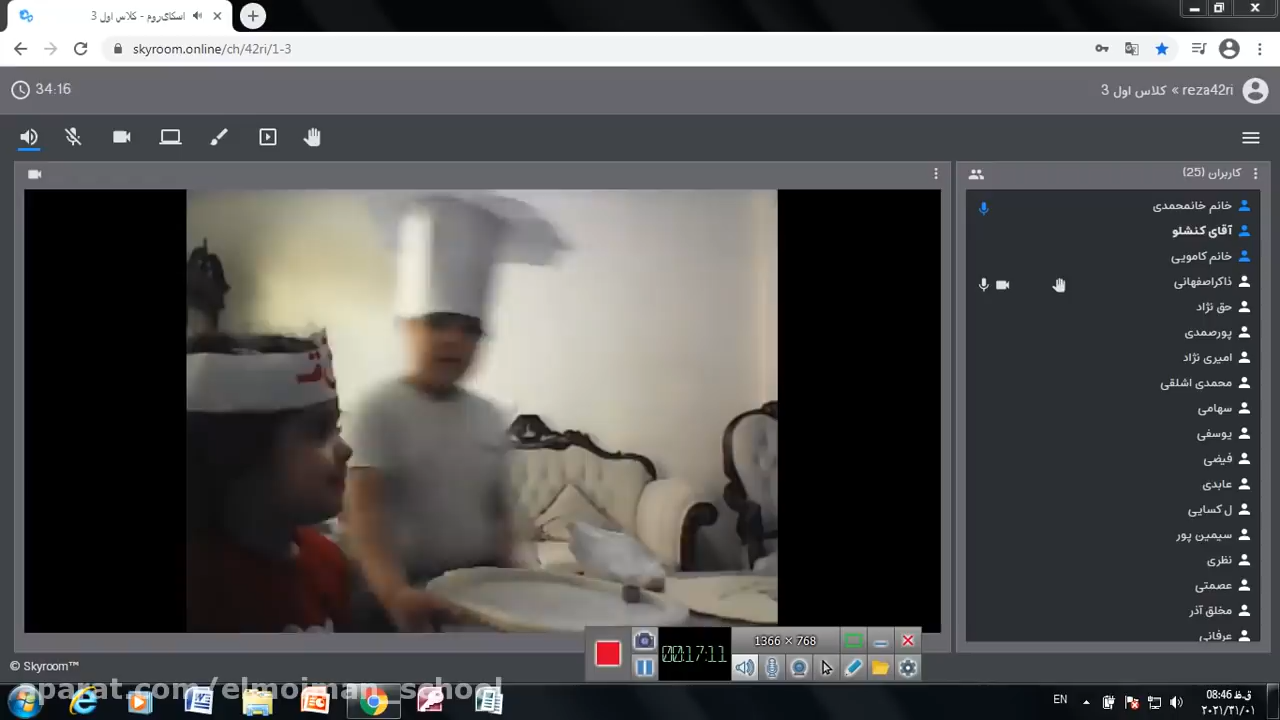 اسکای‌روم - کلاس اول 3
skyroom.online/ch/42ri/1-3
34:16
reza42ri » کلاس اول 3
کاربران (25)
خانم خانمحمدی
آقای کنشلو
خانم کامویی
ذاکراصفهانی
حق نژاد
پورصمدی
امیری نژاد
محمدی اشلقی
سهامی
یوسفی
فیضی
عابدی
ل کسایی
سیمین پور
نظری
عصمتی
مخلق آذر
عرفانی
1366 × 768
00:17:11
© Skyroom™
aparat.com/elmoiman_school
EN
08:46 ق.ظ
۲۰۲۱/۳۱/۰۱